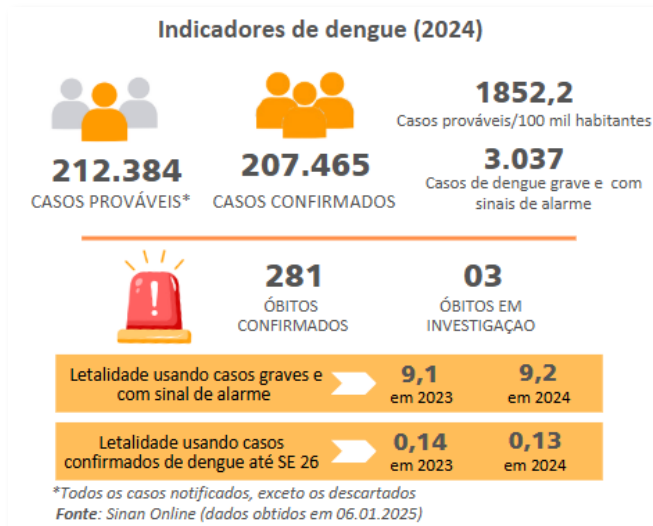 Indicadores de dengue (2024)
212.384
CASOS PROVÁVEIS*
207.465
CASOS CONFIRMADOS
1852,2
Casos prováveis/100 mil habitantes
3.037
Casos de dengue grave e com
sinais de alarme
281
ÓBITOS
CONFIRMADOS
03
ÓBITOS EM
INVESTIGAÇAO
Letalidade usando casos graves e
com sinal de alarme
9,1
em 2023
9,2
em 2024
Letalidade usando casos
confirmados de dengue até SE 26
0,14
em 2023
0,13
em 2024
*Todos os casos notificados, exceto os descartados
Fonte: Sinan Online (dados obtidos em 06.01.2025)